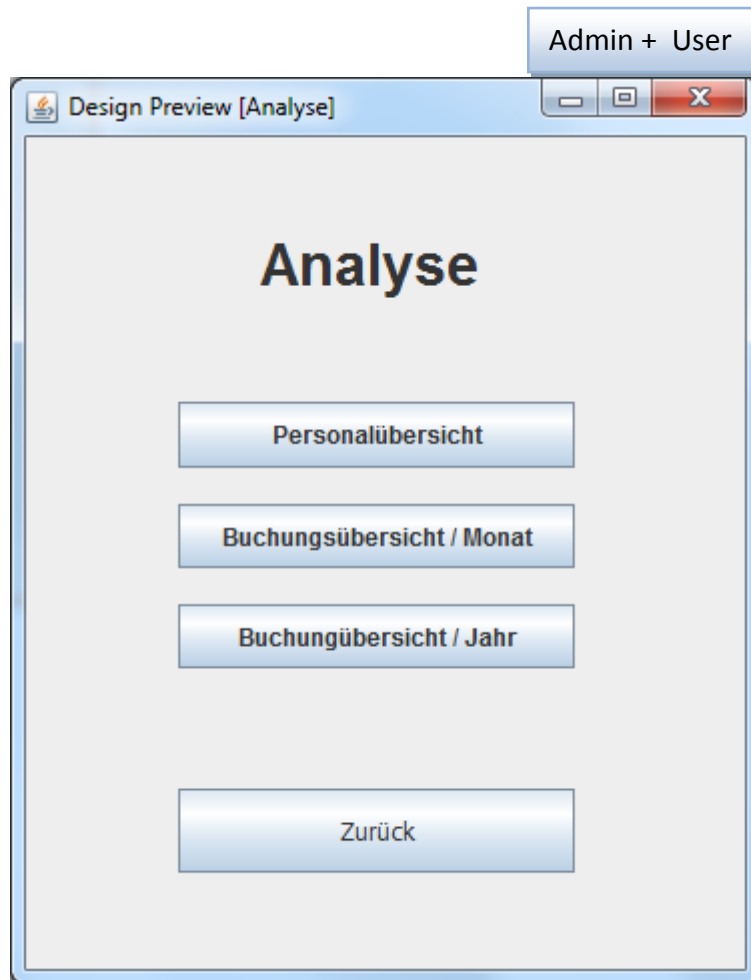 Admin + User
Design Preview [Analyse]
Analyse
Personalübersicht
Buchungsübersicht / Monat
Buchungübersicht / Jahr
Zurück